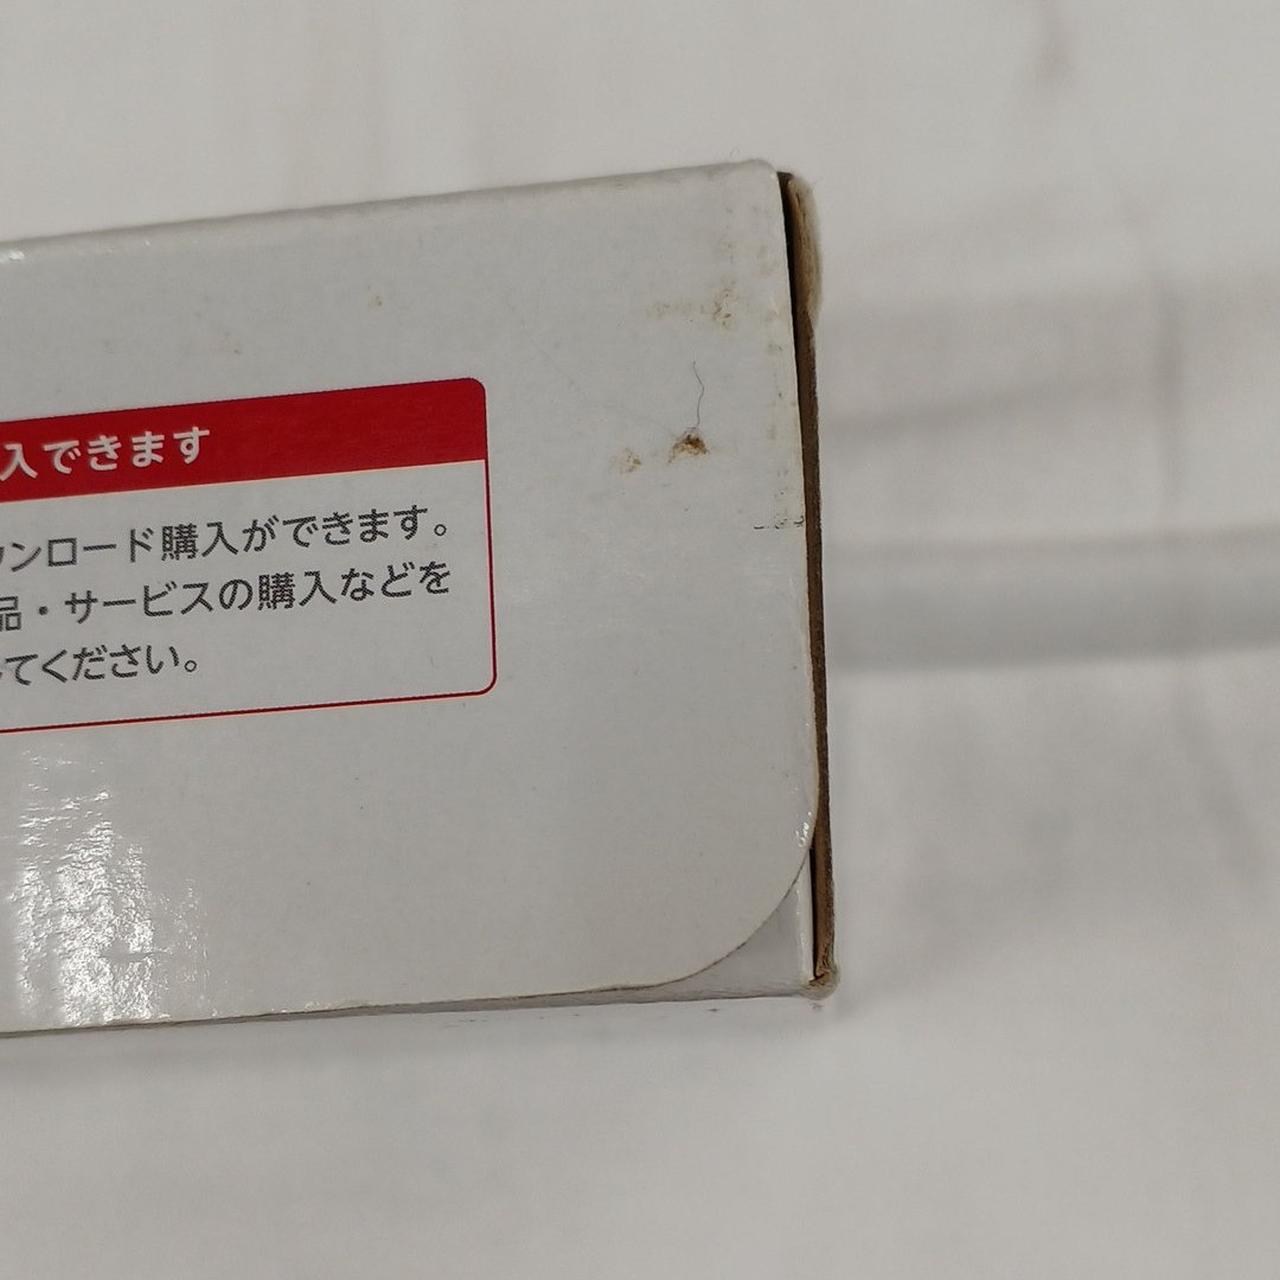 入できます
ウンロード購入ができます。
品・サービスの購入などを
てください。